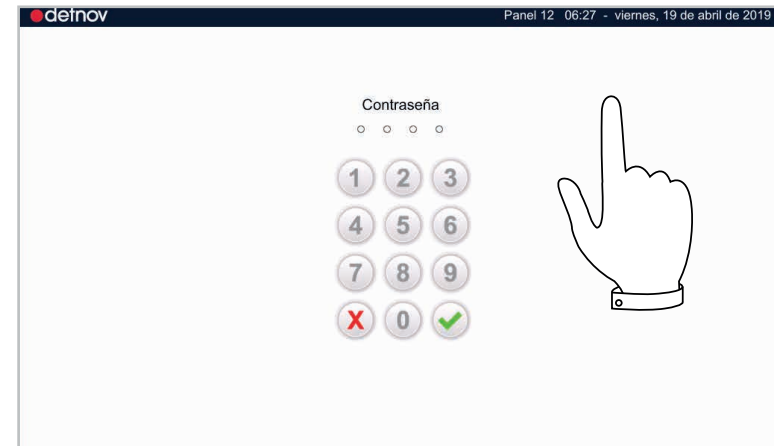 detnov
Panel 12 06:27 - viernes, 19 de abril de 2019
Contraseña
1 2 3
4 5 6
7 8 9
X 0